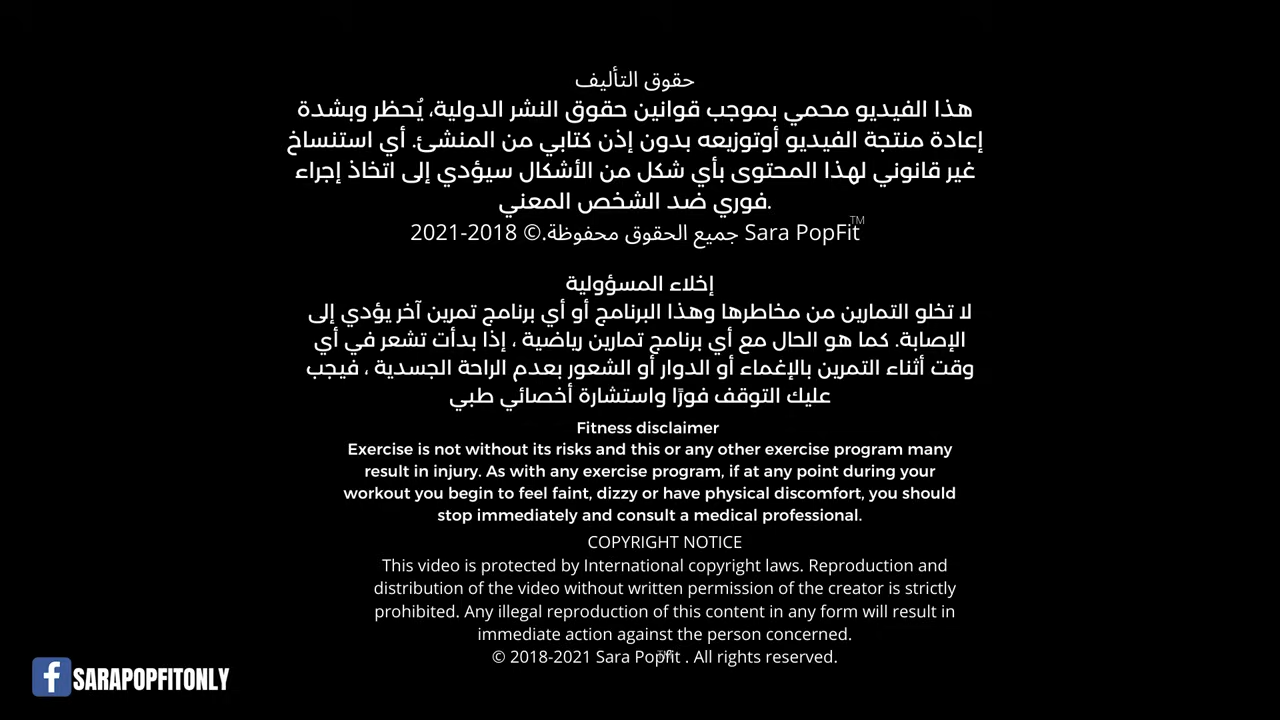 حقوق التأليف
هذا الفيديو محمي بموجب قوانين حقوق النشر الدولية، يُحظر وبشدة
إعادة منتجة الفيديو أوتوزيعه بدون إذن كتابي من المنشئ. أي استنساخ
غير قانوني لهذا المحتوى بأي شكل من الأشكال سيؤدي إلى اتخاذ إجراء
.فوري ضد الشخص المعني
2021-2018 ©.جميع الحقوق محفوظة Sara PopFit™
إخلاء المسؤولية
لا تخلو التمارين من مخاطرها وهذا البرنامج أو أي برنامج تمرين آخر يؤدي إلى
الإصابة. كما هو الحال مع أي برنامج تمارين رياضية ، إذا بدأت تشعر في أي
وقت أثناء التمرين بالإغماء أو الدوار أو الشعور بعدم الراحة الجسدية ، فيجب
عليك التوقف فورًا واستشارة أخصائي طبي
Fitness disclaimer
Exercise is not without its risks and this or any other exercise program many
result in injury. As with any exercise program, if at any point during your
workout you begin to feel faint, dizzy or have physical discomfort, you should
stop immediately and consult a medical professional.
COPYRIGHT NOTICE
This video is protected by International copyright laws. Reproduction and
distribution of the video without written permission of the creator is strictly
prohibited. Any illegal reproduction of this content in any form will result in
immediate action against the person concerned.
© 2018-2021 Sara Popfit™ . All rights reserved.
f SARAPOPFITONLY